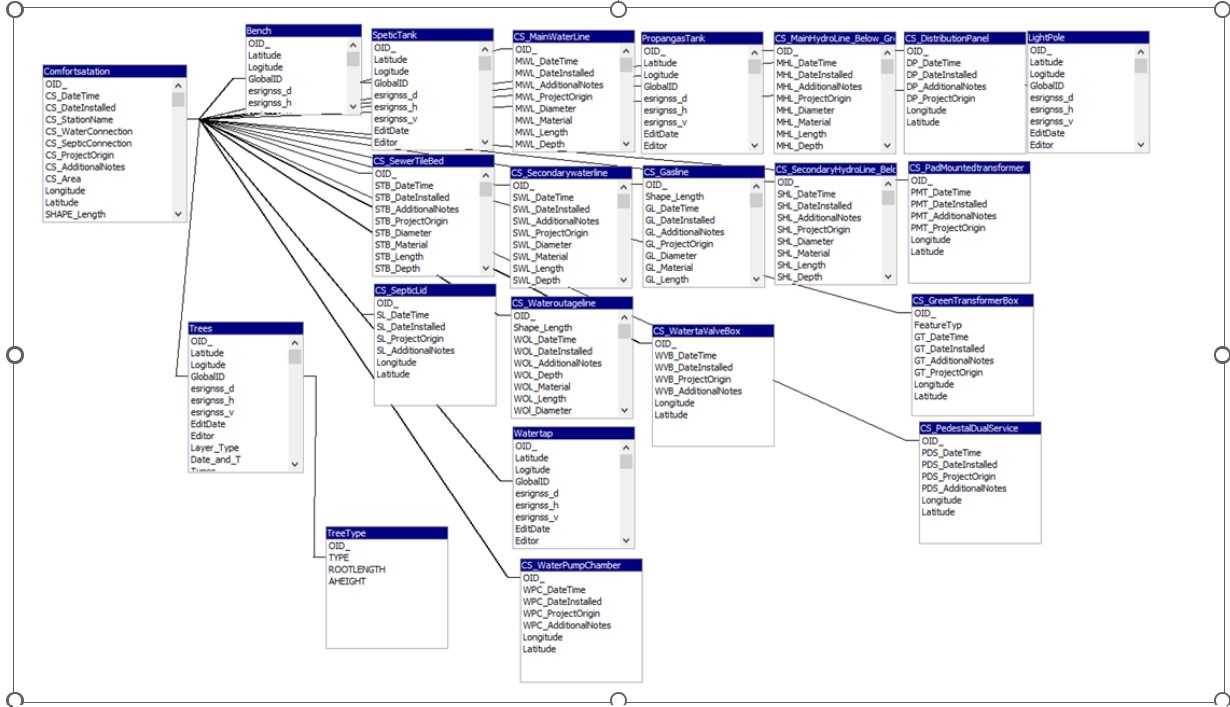 Comfortsatation
OID_
CS_DateTime
CS_DateInstalled
CS_StationName
CS_WaterConnection
CS_SepticConnection
CS_ProjectOrigin
CS_AdditionalNotes
CS_Area
Longitude
Latitude
SHAPE_Length
Bench
OID_
Latitude
Logitude
GlobalID
esrignss_d
esrignss_h
SpeticTank
OID_
Latitude
Logitude
GlobalID
esrignss_d
esrignss_h
esrignss_v
EditDate
Editor
CS_MainWaterLine
OID_
MWL_DateTime
MWL_DateInstalled
MWL_AdditionalNotes
MWL_ProjectOrigin
MWL_Diameter
MWL_Material
MWL_Length
MWL_Depth
PropangasTank
OID_
Latitude
Logitude
GlobalID
esrignss_d
esrignss_h
esrignss_v
EditDate
Editor
CS_MainHydroLine_Below_Gr
OID_
MHL_DateTime
MHL_DateInstalled
MHL_AdditionalNotes
MHL_ProjectOrigin
MHL_Diameter
MHL_Material
MHL_Length
MHL_Depth
CS_DistributionPanel
OID_
DP_DateTime
DP_DateInstalled
DP_AdditionalNotes
DP_ProjectOrigin
Longitude
Latitude
LightPole
OID_
Latitude
Logitude
GlobalID
esrignss_d
esrignss_h
esrignss_v
EditDate
Editor
CS_SewerTileBed
OID_
STB_DateTime
STB_DateInstalled
STB_AdditionalNotes
STB_ProjectOrigin
STB_Diameter
STB_Material
STB_Length
STB_Depth
CS_Secondarywaterline
OID_
SWL_DateTime
SWL_DateInstalled
SWL_AdditionalNotes
SWL_ProjectOrigin
SWL_Diameter
SWL_Material
SWL_Length
SWL_Depth
CS_Gasline
OID_
Shape_Length
GL_DateTime
GL_DateInstalled
GL_AdditionalNotes
GL_ProjectOrigin
GL_Diameter
GL_Material
GL_Length
CS_SecondaryHydroLine_Belo
OID_
SHL_DateTime
SHL_DateInstalled
SHL_AdditionalNotes
SHL_ProjectOrigin
SHL_Diameter
SHL_Material
SHL_Length
SHL_Depth
CS_PadMountedtransformer
OID_
PMT_DateTime
PMT_DateInstalled
PMT_AdditionalNotes
PMT_ProjectOrigin
Longitude
Latitude
CS_SepticLid
OID_
SL_DateTime
SL_DateInstalled
SL_ProjectOrigin
SL_AdditionalNotes
Longitude
Latitude
CS_Wateroutageline
OID_
Shape_Length
WOL_DateTime
WOL_DateInstalled
WOL_AdditionalNotes
WOL_Depth
WOL_Material
WOL_Length
WOl_Diameter
CS_WatertaValveBox
OID_
WVB_DateTime
WVB_DateInstalled
WVB_ProjectOrigin
WVB_AdditionalNotes
Longitude
Latitude
CS_GreenTransformerBox
OID_
FeatureTyp
GT_DateTime
GT_DateInstalled
GT_AdditionalNotes
GT_ProjectOrigin
Longitude
Latitude
Trees
OID_
Latitude
Logitude
GlobalID
esrignss_d
esrignss_h
esrignss_v
EditDate
Editor
Layer_Type
Date_and_T
Watertap
OID_
Latitude
Logitude
GlobalID
esrignss_d
esrignss_h
esrignss_v
EditDate
Editor
CS_PedestalDualService
OID_
PDS_DateTime
PDS_DateInstalled
PDS_ProjectOrigin
PDS_AdditionalNotes
Longitude
Latitude
TreeType
OID_
TYPE
ROOTLENGTH
AHEIGHT
CS_WaterPumpChamber
OID_
WPC_DateTime
WPC_DateInstalled
WPC_ProjectOrigin
WPC_AdditionalNotes
Longitude
Latitude